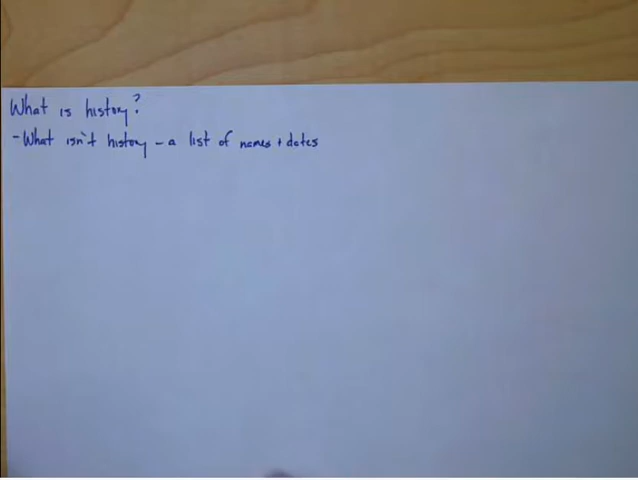 What is history?
- What isn't history - a list of names + dates